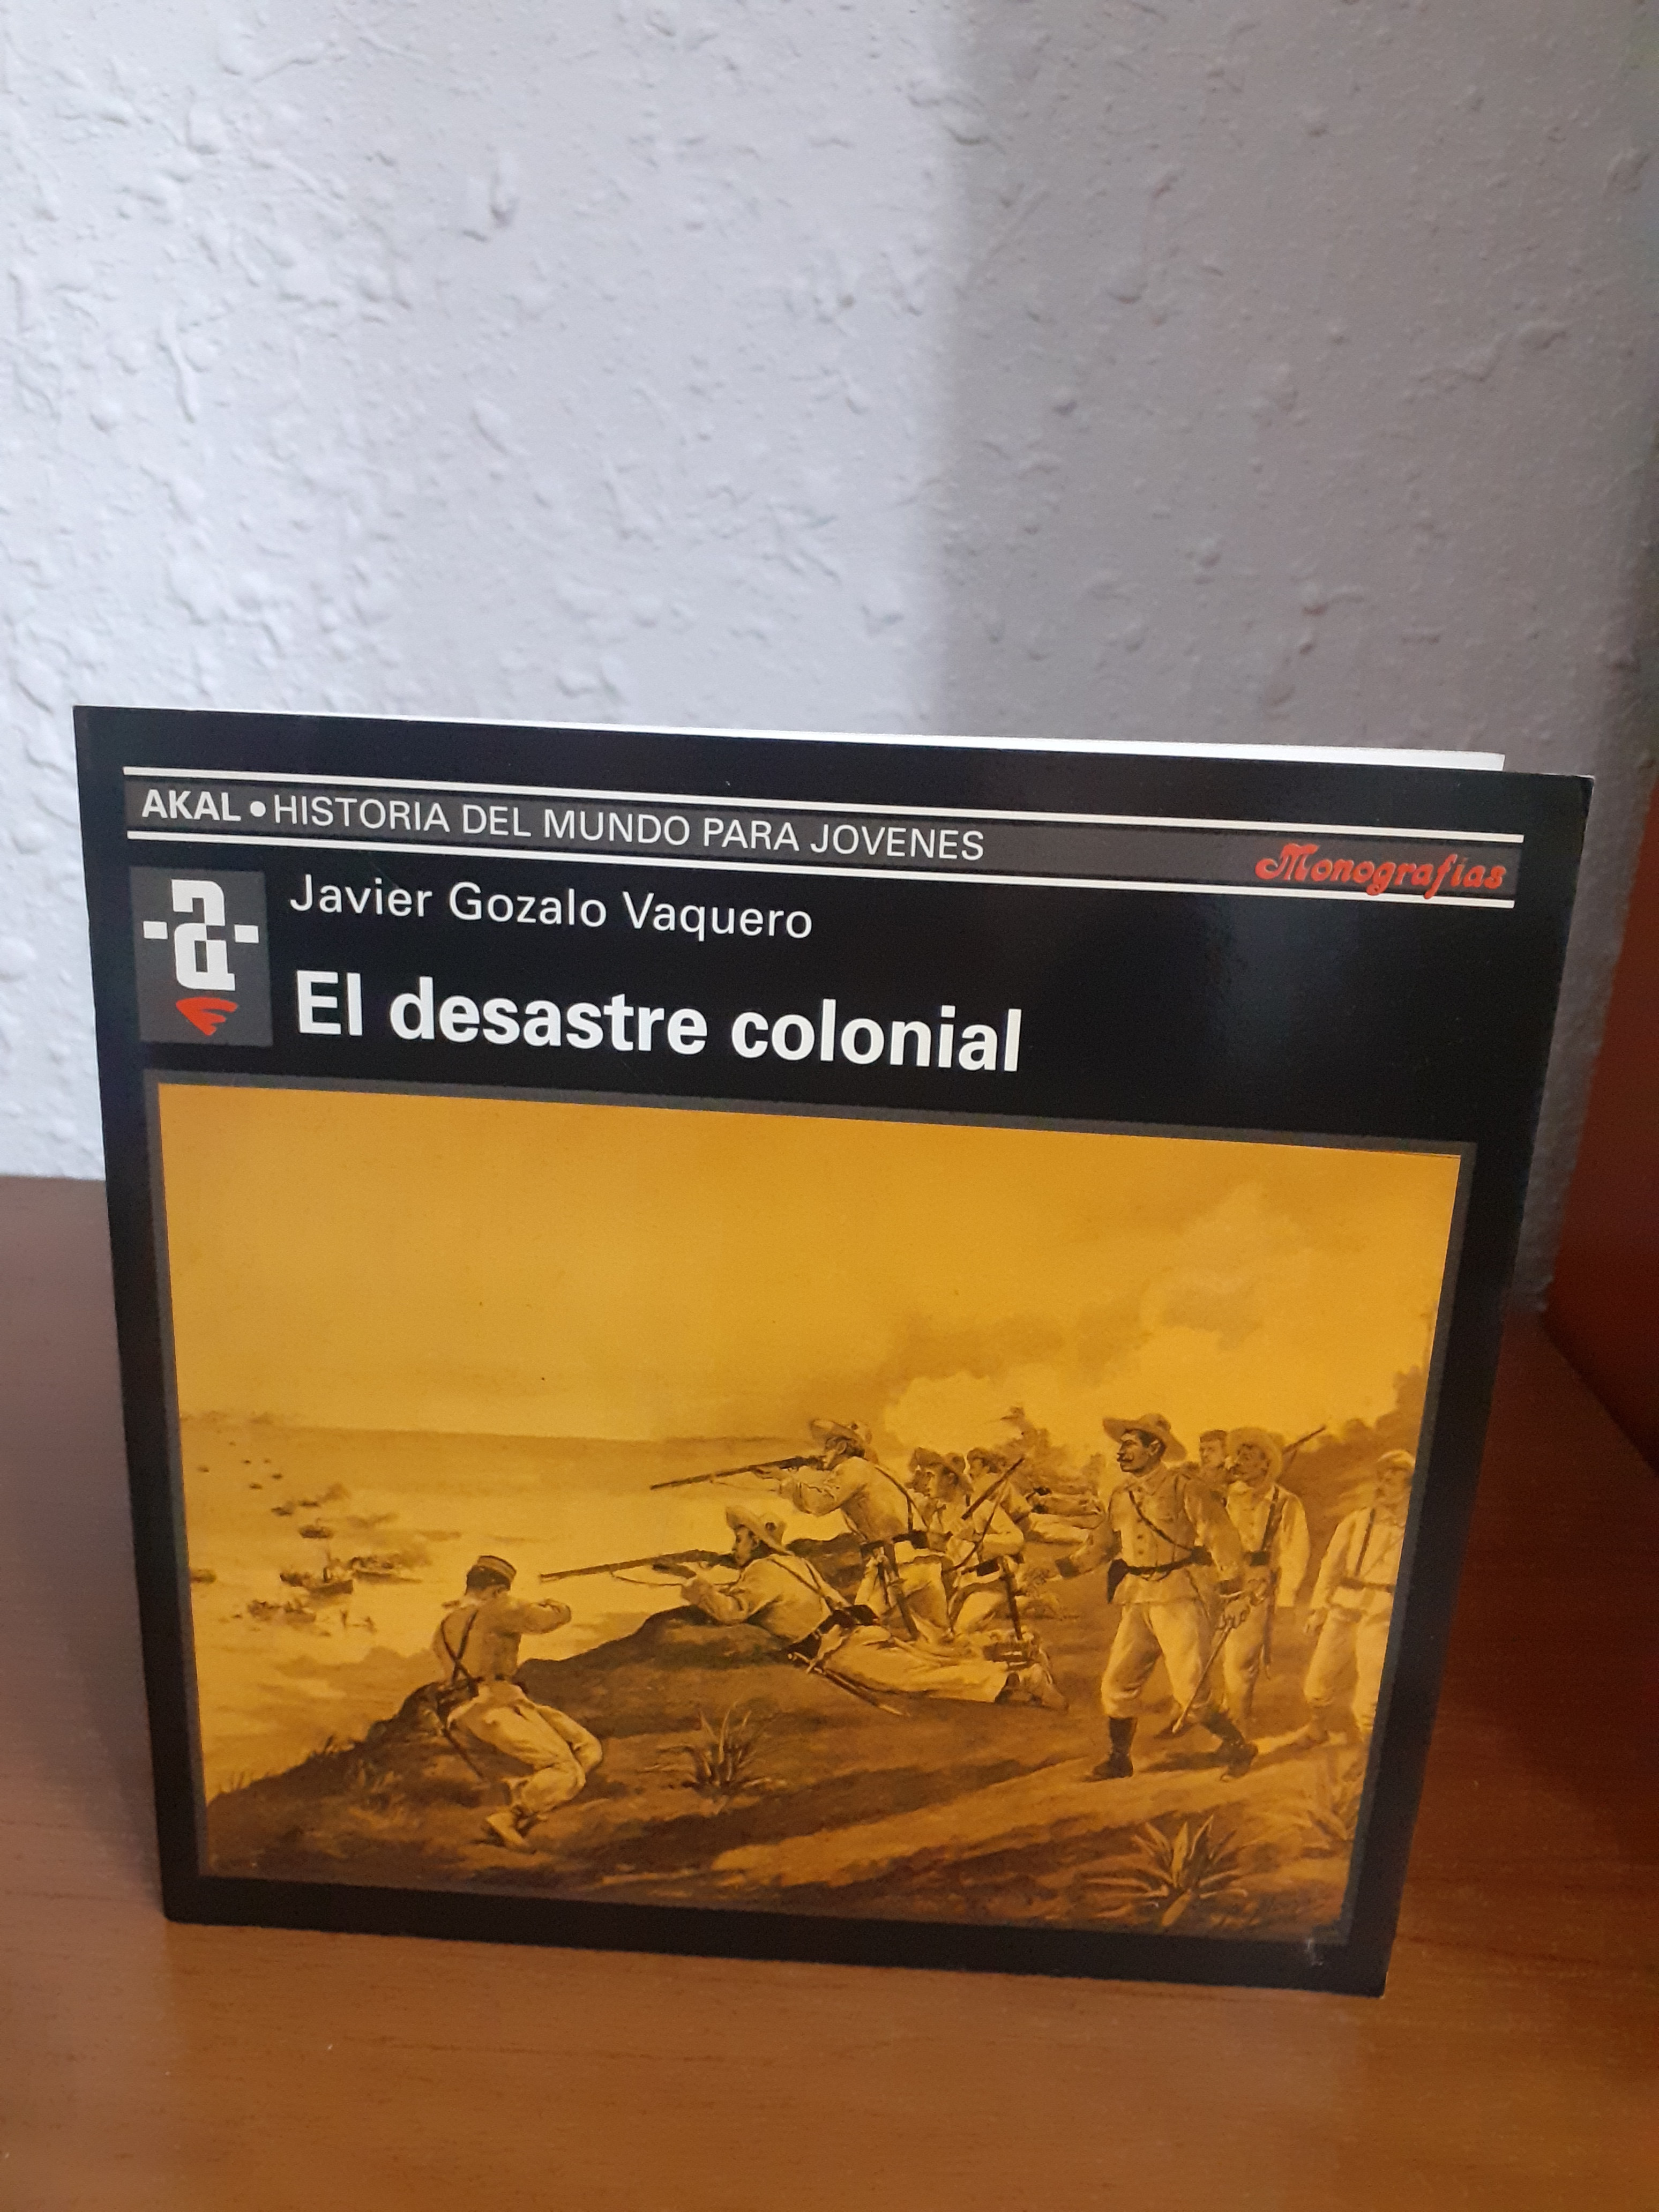 AKAL • HISTORIA DEL MUNDO PARA JOVENES
Monografías
Javier Gozalo Vaquero
a
El desastre colonial